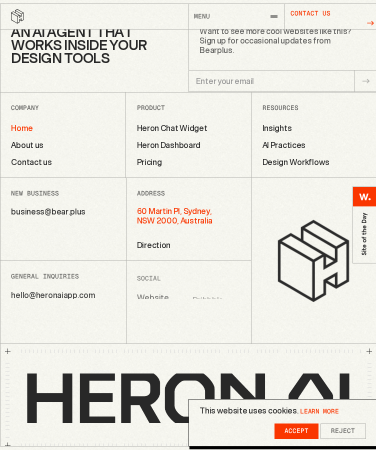 MENU
CONTACT US
AN AI AGENT THAT
WORKS INSIDE YOUR
DESIGN TOOLS
Want to see more cool websites like this?
Sign up for occasional updates from
Bearplus.
Enter your email
COMPANY
Home
About us
Contact us
PRODUCT
Heron Chat Widget
Heron Dashboard
Pricing
RESOURCES
Insights
AI Practices
Design Workflows
NEW BUSINESS
business@bear.plus
ADDRESS
60 Martin Pl, Sydney,
NSW 2000, Australia
Direction
W.
Site of the Day
GENERAL INQUIRIES
hello@heronaiapp.com
SOCIAL
Website
HERON AI
This website uses cookies. LEARN MORE
ACCEPT
REJECT